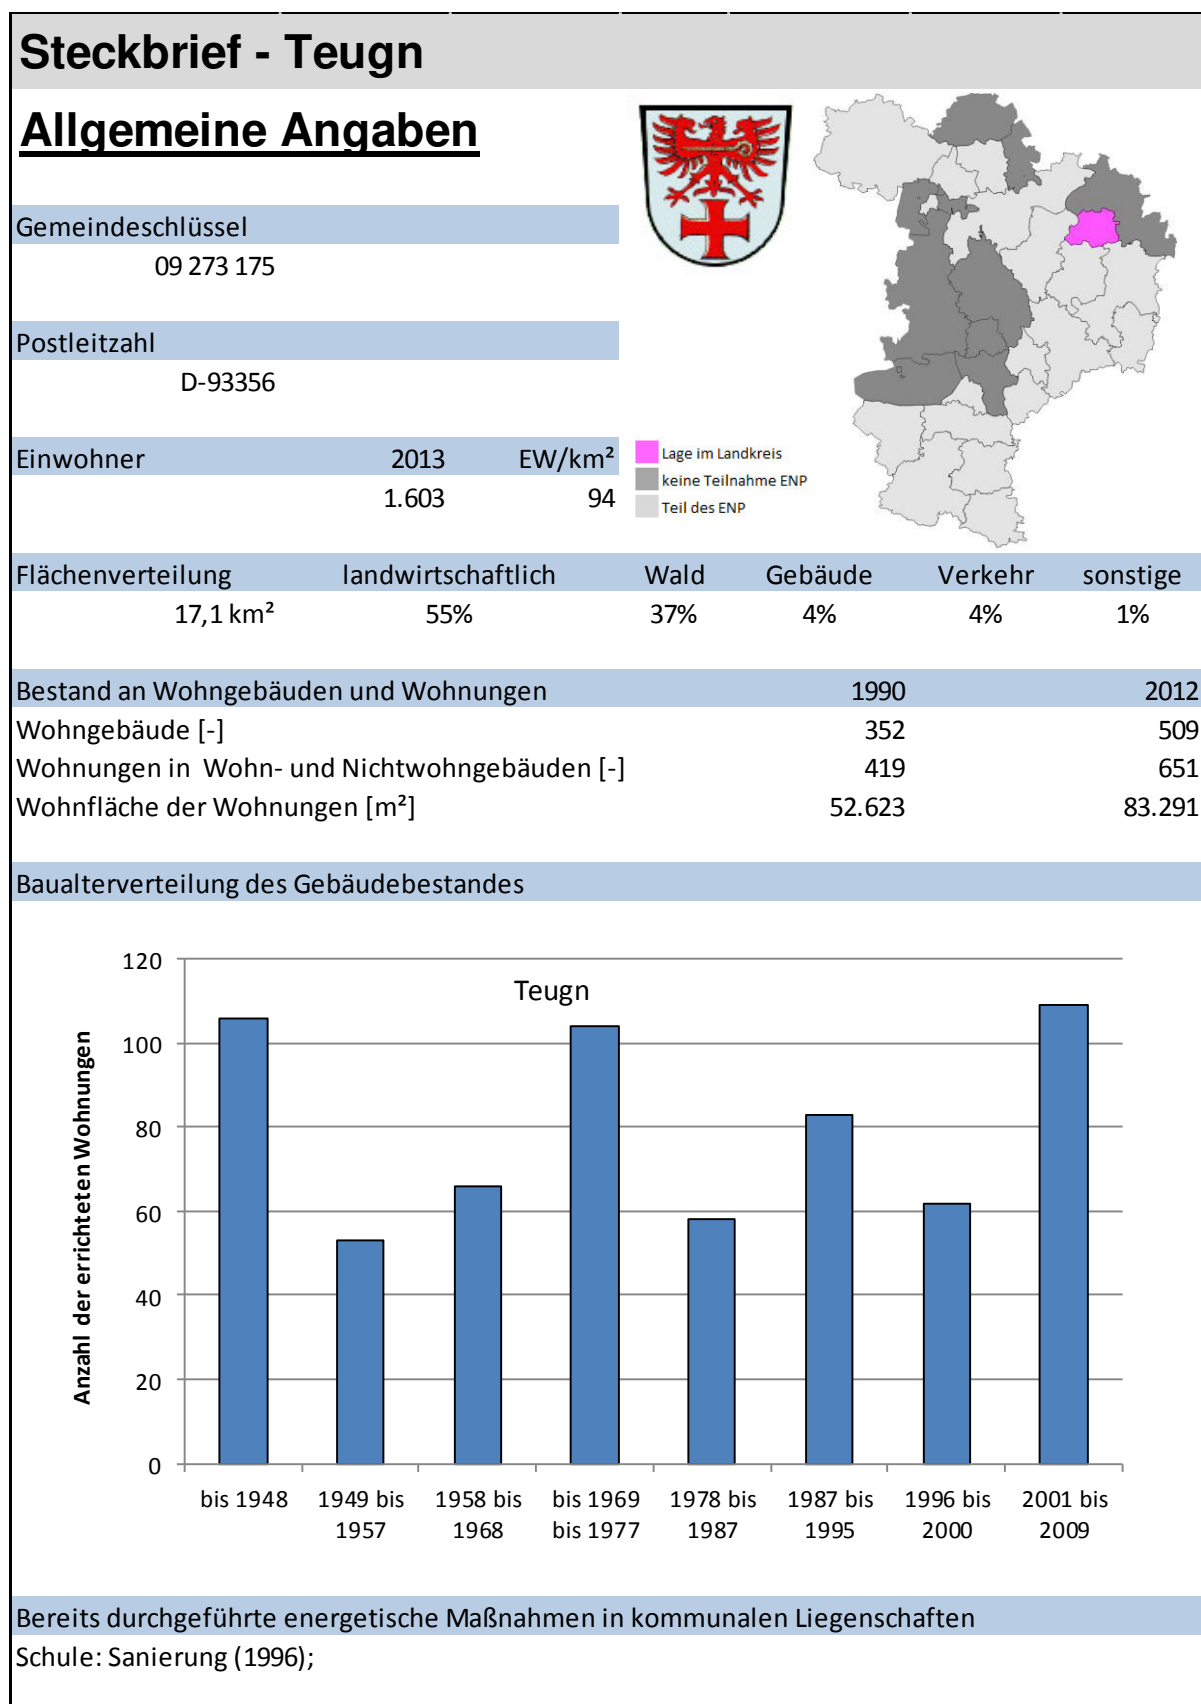 Steckbrief - Teugn
Allgemeine Angaben
Gemeindeschlüssel
09 273 175
Postleitzahl
D-93356
Einwohner 2013 EW/km²
1.603 94
Lage im Landkreis
keine Teilnahme ENP
Teil des ENP
Flächenverteilung landwirtschaftlich Wald Gebäude Verkehr sonstige
17,1 km² 55% 37% 4% 4% 1%
Bestand an Wohngebäuden und Wohnungen 1990 2012
Wohngebäude [-] 352 509
Wohnungen in Wohn- und Nichtwohngebäuden [-] 419 651
Wohnfläche der Wohnungen [m²] 52.623 83.291
Baualterverteilung des Gebäudebestandes
Teugn
Anzahl der errichteten Wohnungen
120
100
80
60
40
20
0
bis 1948 1949 bis 1958 bis bis 1969 1978 bis 1987 bis 1996 bis 2001 bis
1957 1968 bis 1977 1987 1995 2000 2009
Bereits durchgeführte energetische Maßnahmen in kommunalen Liegenschaften
Schule: Sanierung (1996);